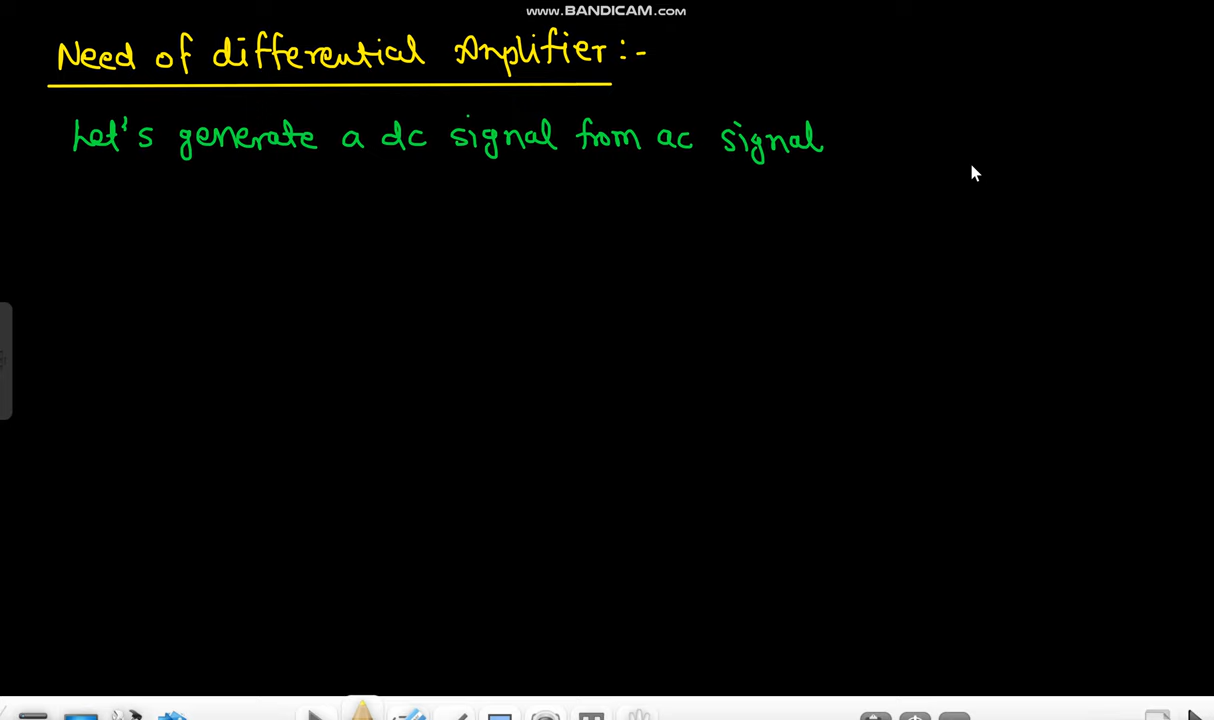 WWW.BANDICAM.COM
Need of differential Amplifier:-
Let's generate a dc signal from ac signal